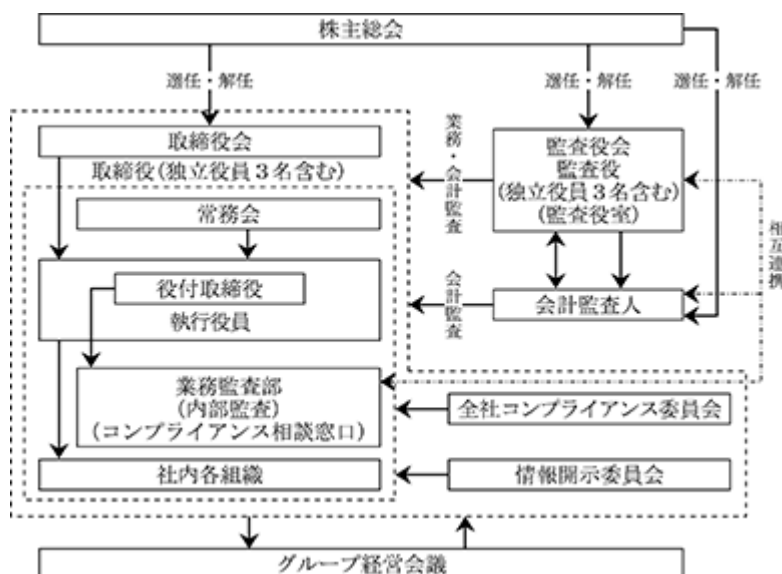 株主総会
選任・解任
選任・解任
選任・解任
取締役会
取締役(独立役員３名含む)
業務・会計監査
監査役会
監査役
(独立役員３名含む)
(監査役室)
常務会
相互連携
役付取締役
執行役員
会計監査
会計監査人
業務監査部
(内部監査)
(コンプライアンス相談窓口)
全社コンプライアンス委員会
社内各組織
情報開示委員会
グループ経営会議